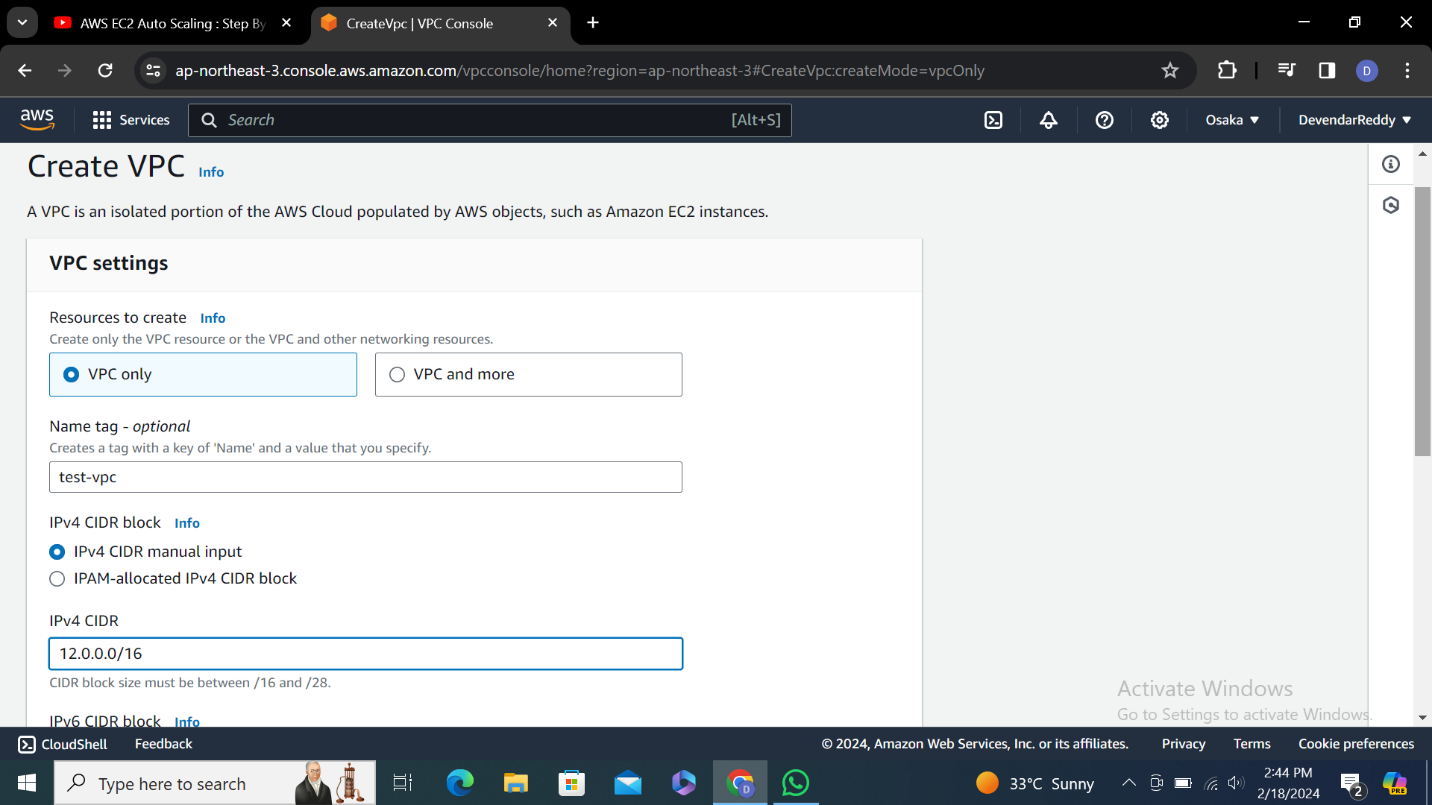 AWS EC2 Auto Scaling : Step By
CreateVpc | VPC Console
ap-northeast-3.console.aws.amazon.com/vpcconsole/home?region=ap-northeast-3#CreateVpc:createMode=vpcOnly
D
aws
Services
Search
[Alt+S]
Osaka
DevendarReddy
Create VPC Info
A VPC is an isolated portion of the AWS Cloud populated by AWS objects, such as Amazon EC2 instances.
VPC settings
Resources to create Info
Create only the VPC resource or the VPC and other networking resources.
VPC only
VPC and more
Name tag - optional
Creates a tag with a key of 'Name' and a value that you specify.
test-vpc
IPv4 CIDR block Info
IPv4 CIDR manual input
IPAM-allocated IPv4 CIDR block
IPv4 CIDR
12.0.0.0/16
CIDR block size must be between /16 and /28.
IPv6 CIDR block Info
Activate Windows
Go to Settings to activate Windows.
CloudShell
Feedback
© 2024, Amazon Web Services, Inc. or its affiliates.
Privacy
Terms
Cookie preferences
Type here to search
D
33°C Sunny
2:44 PM
2/18/2024
2
PRE